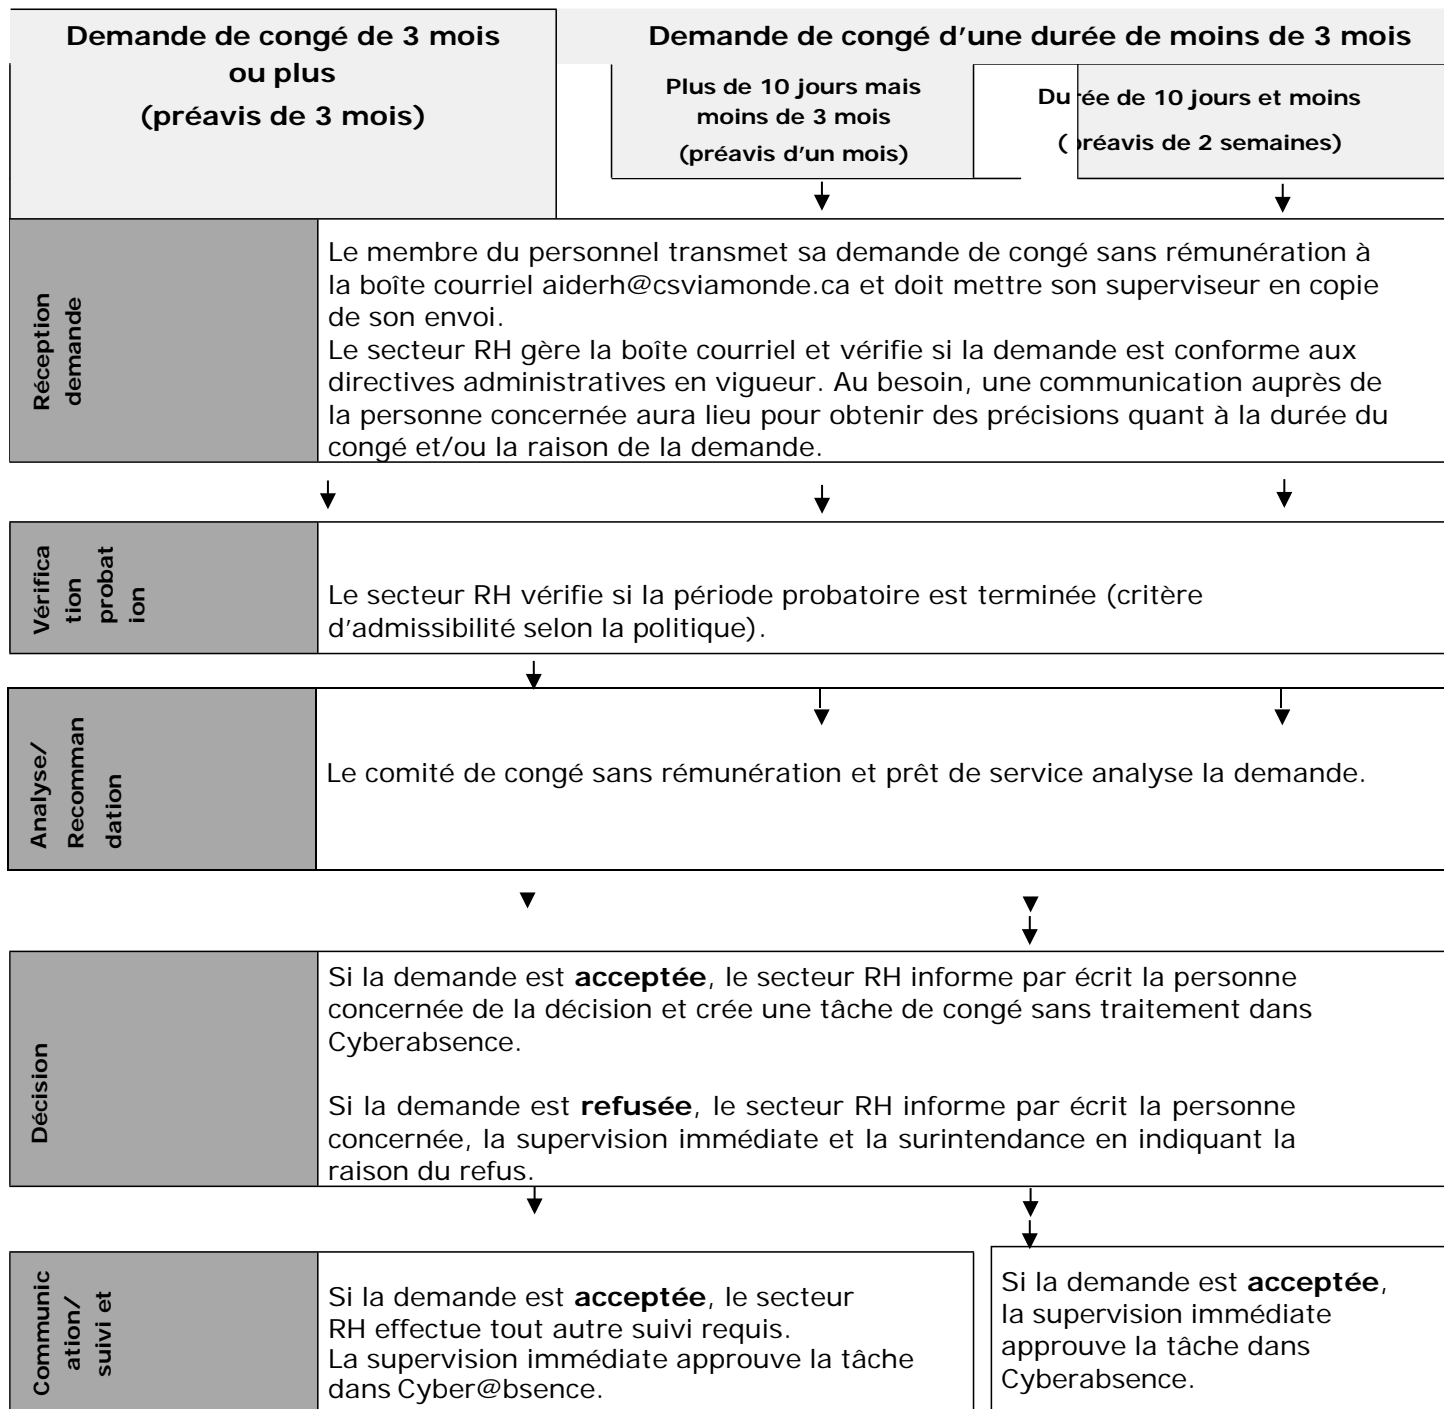 Demande de congé de 3 mois
ou plus
(préavis de 3 mois)
Demande de congé d'une durée de moins de 3 mois
Plus de 10 jours mais
moins de 3 mois
(préavis d'un mois)
Durée de 10 jours et moins
(préavis de 2 semaines)
Réception
demande
Le membre du personnel transmet sa demande de congé sans rémunération à
la boîte courriel aiderh@csviamonde.ca et doit mettre son superviseur en copie
de son envoi.
Le secteur RH gère la boîte courriel et vérifie si la demande est conforme aux
directives administratives en vigueur. Au besoin, une communication auprès de
la personne concernée aura lieu pour obtenir des précisions quant à la durée du
congé et/ou la raison de la demande.
Vérifica
tion
probat
ion
Le secteur RH vérifie si la période probatoire est terminée (critère
d'admissibilité selon la politique).
Analyse/
Recomman
dation
Le comité de congé sans rémunération et prêt de service analyse la demande.
Décision
Si la demande est acceptée, le secteur RH informe par écrit la personne
concernée de la décision et crée une tâche de congé sans traitement dans
Cyberabsence.
Si la demande est refusée, le secteur RH informe par écrit la personne
concernée, la supervision immédiate et la surintendance en indiquant la
raison du refus.
Communic
ation/
suivi et
Si la demande est acceptée, le secteur
RH effectue tout autre suivi requis.
La supervision immédiate approuve la tâche
dans Cyber@bsence.
Si la demande est acceptée,
la supervision immédiate
approuve la tâche dans
Cyberabsence.